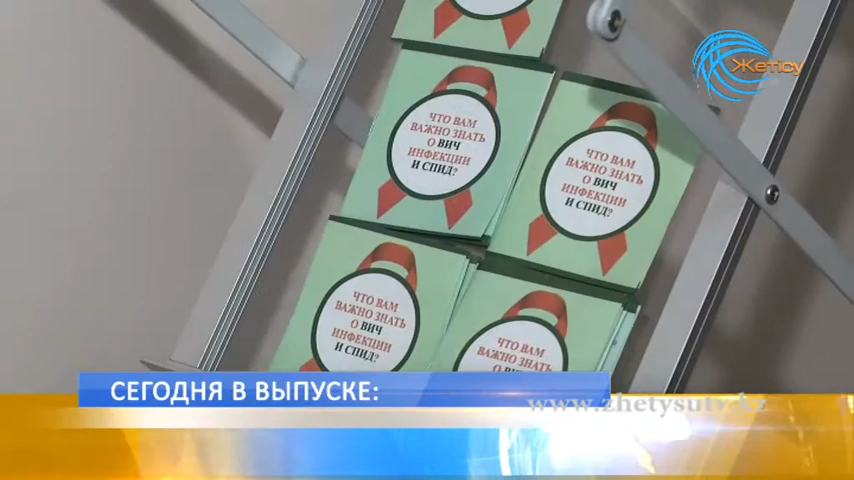 Жетісу
ЧТО ВАМ
ВАЖНО ЗНАТЬ
О ВИЧ
ИНФЕКЦИИ
И СПИД?
ЧТО ВАМ
ВАЖНО ЗНАТЬ
О ВИЧ
ИНФЕКЦИИ
И СПИД?
ЧТО ВАМ
ВАЖНО ЗНАТЬ
О ВИЧ
ИНФЕКЦИИ
И СПИД?
ЧТО ВАМ
ВАЖНО ЗНАТЬ
О ВИЧ
СЕГОДНЯ В ВЫПУСКЕ:
www.zhetysutv.kz